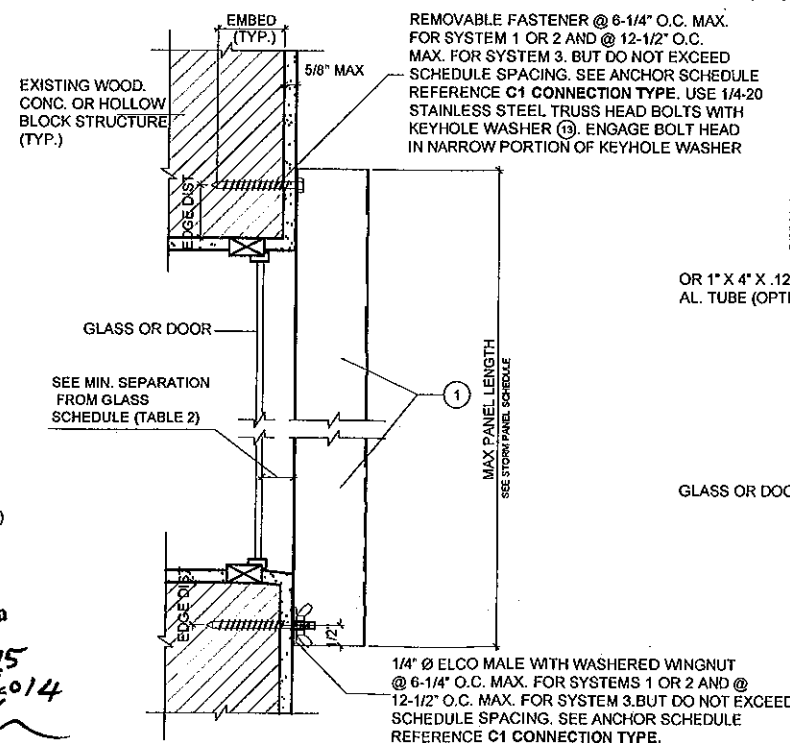 EMBED
(TYP.)
REMOVABLE FASTENER @ 6-1/4" O.C. MAX.
FOR SYSTEM 1 OR 2 AND @ 12-1/2" O.C.
MAX. FOR SYSTEM 3. BUT DO NOT EXCEED
SCHEDULE SPACING. SEE ANCHOR SCHEDULE
REFERENCE C1 CONNECTION TYPE. USE 1/4-20
STAINLESS STEEL TRUSS HEAD BOLTS WITH
KEYHOLE WASHER 13. ENGAGE BOLT HEAD
IN NARROW PORTION OF KEYHOLE WASHER
5/8" MAX
EXISTING WOOD.
CONC. OR HOLLOW
BLOCK STRUCTURE
(TYP.)
EDGE DIST
GLASS OR DOOR
SEE MIN. SEPARATION
FROM GLASS
SCHEDULE (TABLE 2)
1
MAX PANEL LENGTH
SEE STORM PANEL SCHEDULE
OR 1" X 4" X .12
AL. TUBE (OPTI
GLASS OR DOO
EDGE DIS
1/2"
1/4" Ø ELCO MALE WITH WASHERED WINGNUT
@ 6-1/4" O.C. MAX. FOR SYSTEMS 1 OR 2 AND @
12-1/2" O.C. MAX. FOR SYSTEM 3.BUT DO NOT EXCEED
SCHEDULE SPACING. SEE ANCHOR SCHEDULE
REFERENCE C1 CONNECTION TYPE.